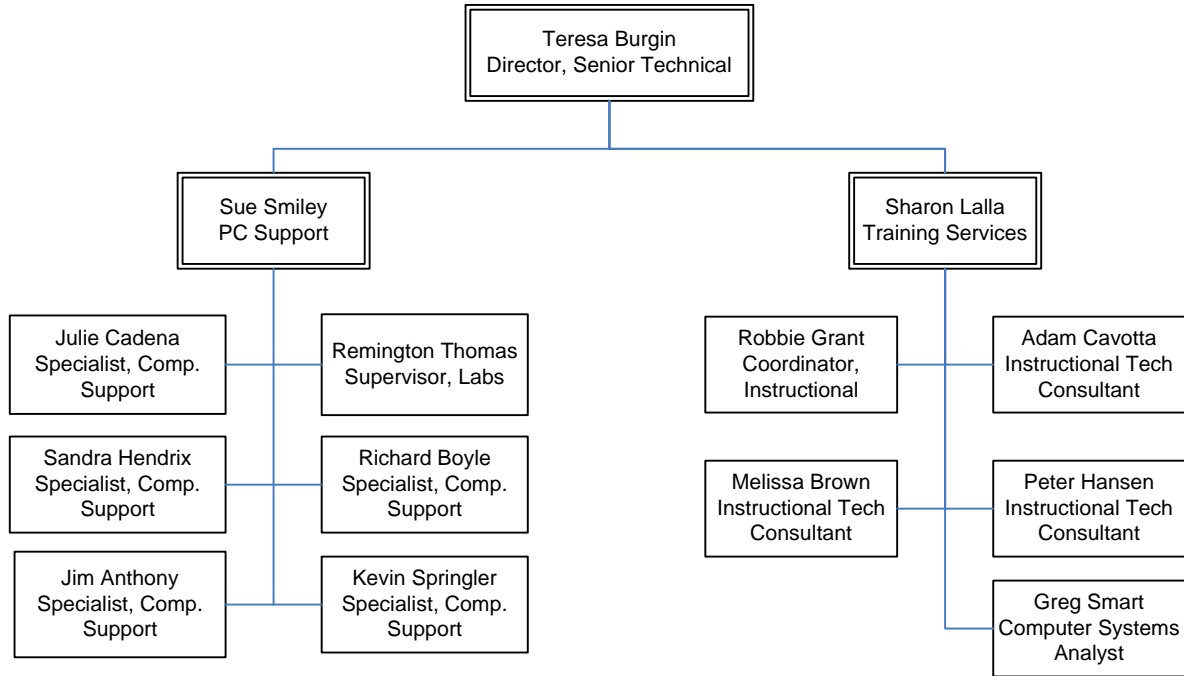 Teresa Burgin
Director, Senior Technical
Sue Smiley
PC Support
Sharon Lalla
Training Services
Julie Cadena
Specialist, Comp.
Support
Remington Thomas
Supervisor, Labs
Robbie Grant
Coordinator,
Instructional
Adam Cavotta
Instructional Tech
Consultant
Sandra Hendrix
Specialist, Comp.
Support
Richard Boyle
Specialist, Comp.
Support
Melissa Brown
Instructional Tech
Consultant
Peter Hansen
Instructional Tech
Consultant
Jim Anthony
Specialist, Comp.
Support
Kevin Springler
Specialist, Comp.
Support
Greg Smart
Computer Systems
Analyst